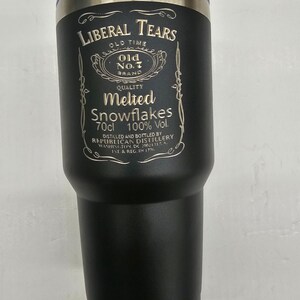 LIBERAL TEARS
OLD TIME
Old
No. 7
BRAND
QUALITY
Melted
Snowflakes
70cl 100% Vol
DISTILLED AND BOTTLED BY
REPUBLICAN DISTILLERY